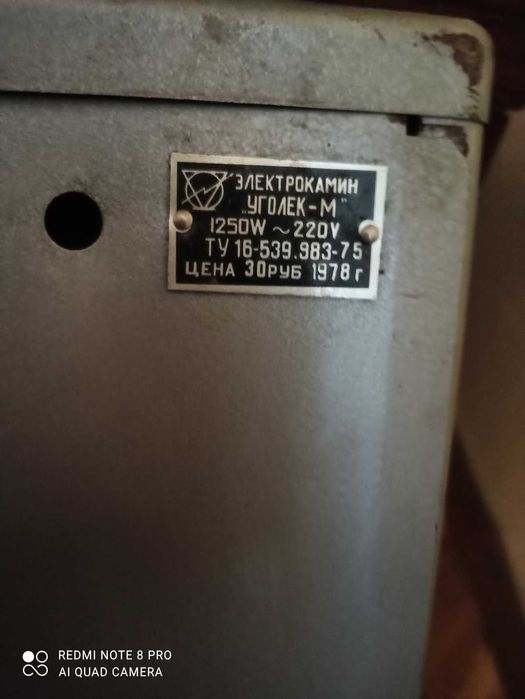 ЭЛЕКТРОКАМИН
„УГОЛЕК-М"
1250W ~ 220V
ТУ 16-539.983-75
ЦЕНА 30РУБ 1978г
REDMI NOTE 8 PRO
AI QUAD CAMERA